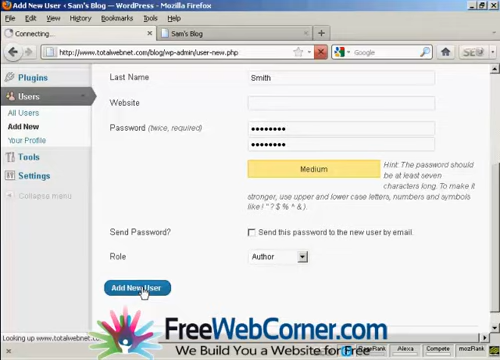 Add New User ‹ Sam's Blog — WordPress - Mozilla Firefox
File Edit View History Bookmarks Tools Help
Connecting...
Sam's Blog
http://www.totalwebnet.com/blog/wp-admin/user-new.php
Google
Plugins
Users
All Users
Add New
Your Profile
Tools
Settings
Collapse menu
Last Name
Smith
Website
Password (twice, required)
Medium
Hint: The password should
be at least seven
characters long. To make it
stronger, use upper and lower case letters, numbers and symbols
like ! " ? $ % ^ & ).
Send Password?
Send this password to the new user by email.
Role
Author
Add New User
Looking up www.totalwebnet.co
FreeWebCorner.com
We Build You a Website for Free
Rank
Alexa
Compete
mozRank